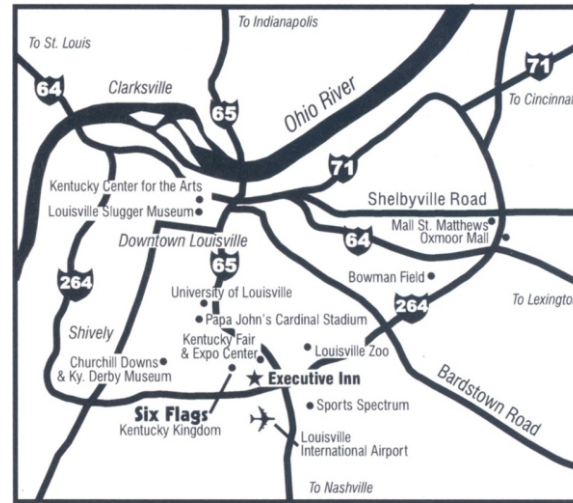 To Indianapolis
To St. Louis
64
Clarksville
65
Ohio River
71
To Cincinnat
71
Kentucky Center for the Arts
Louisville Slugger Museum
Shelbyville Road
Mall St. Matthews
Oxmoor Mall
Downtown Louisville
64
65
264
Bowman Field
264
To Lexington
University of Louisville
Papa John's Cardinal Stadium
Shively
Kentucky Fair
& Expo Center
Louisville Zoo
Churchill Downs
& Ky. Derby Museum
Executive Inn
Six Flags
Kentucky Kingdom
Sports Spectrum
Bardstown Road
Louisville
International Airport
To Nashville